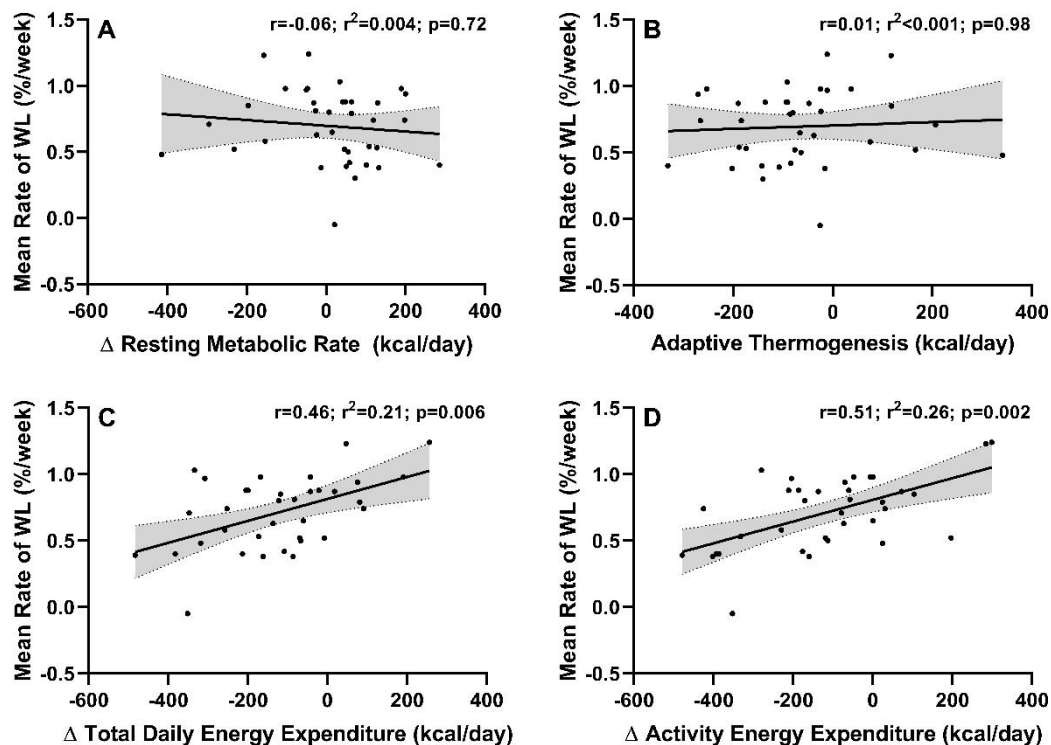 A
r=-0.06; r²=0.004; p=0.72
Mean Rate of WL (%/week)
1.5
1.0
0.5
0.0
-0.5
-600 -400 -200 0 200 400
Δ Resting Metabolic Rate (kcal/day)
B
r=0.01; r²<0.001; p=0.98
Mean Rate of WL (%/week)
1.5
1.0
0.5
0.0
-0.5
-400 -200 0 200 400
Adaptive Thermogenesis (kcal/day)
C
r=0.46; r²=0.21; p=0.006
Mean Rate of WL (%/week)
1.5
1.0
0.5
0.0
-0.5
-600 -400 -200 0 200 400
Δ Total Daily Energy Expenditure (kcal/day)
D
r=0.51; r²=0.26; p=0.002
Mean Rate of WL (%/week)
1.5
1.0
0.5
0.0
-0.5
-600 -400 -200 0 200 400
Δ Activity Energy Expenditure (kcal/day)